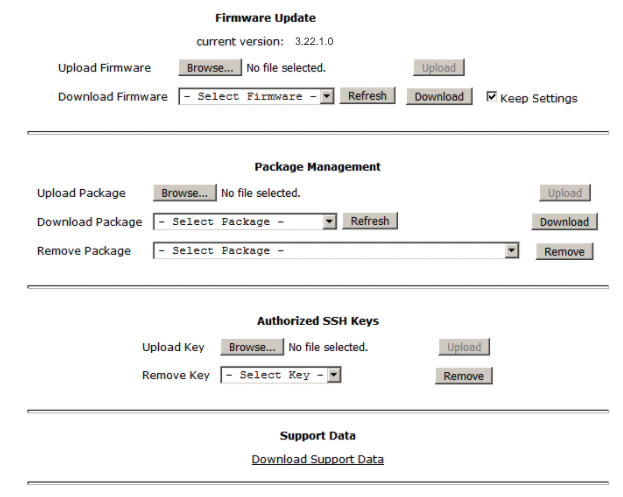 Firmware Update
current version: 3.22.1.0
Upload Firmware Browse... No file selected. Upload
Download Firmware - Select Firmware - Refresh Download Keep Settings
Package Management
Upload Package Browse... No file selected. Upload
Download Package - Select Package - Refresh Download
Remove Package - Select Package - Remove
Authorized SSH Keys
Upload Key Browse... No file selected. Upload
Remove Key - Select Key - Remove
Support Data
Download Support Data